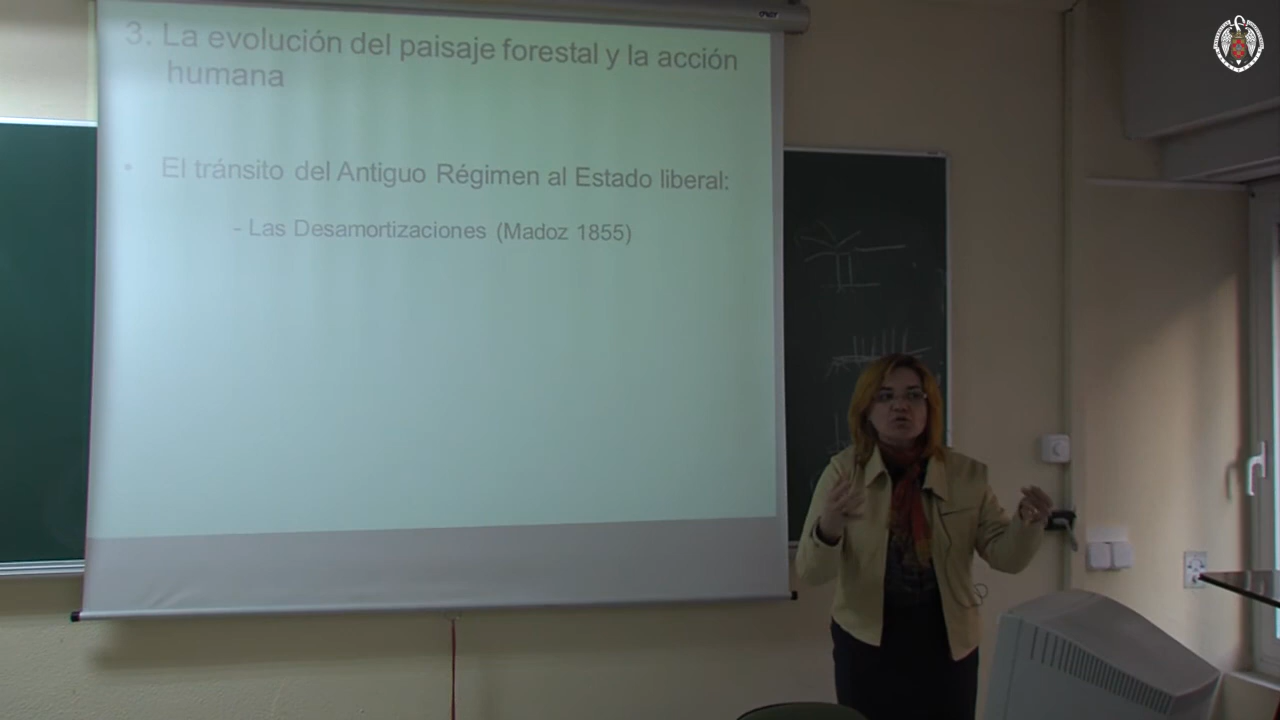 3. La evolución del paisaje forestal y la acción
humana
• El tránsito del Antiguo Régimen al Estado liberal:
- Las Desamortizaciones (Madoz 1855)